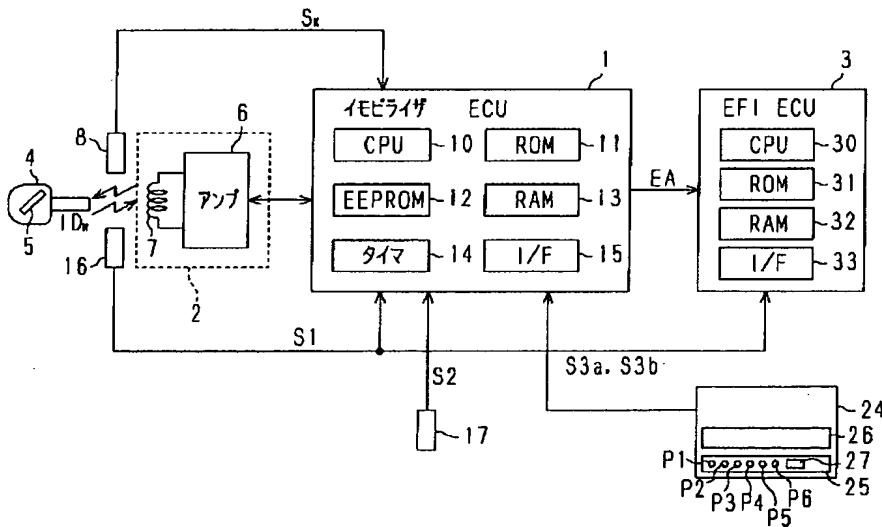 Sк
1
3
イモビライザ ECU
EFI ECU
8
6
4
CPU 10
ROM 11
CPU 30
アンプ
EA
ROM 31
EEPROM 12
RAM 13
RAM 32
5
IDк
7
タイマ 14
I/F 15
I/F 33
16
2
S1
S2
S3a. S3b
17
24
26
P1
27
P2
P3
P4
P5
P6
25